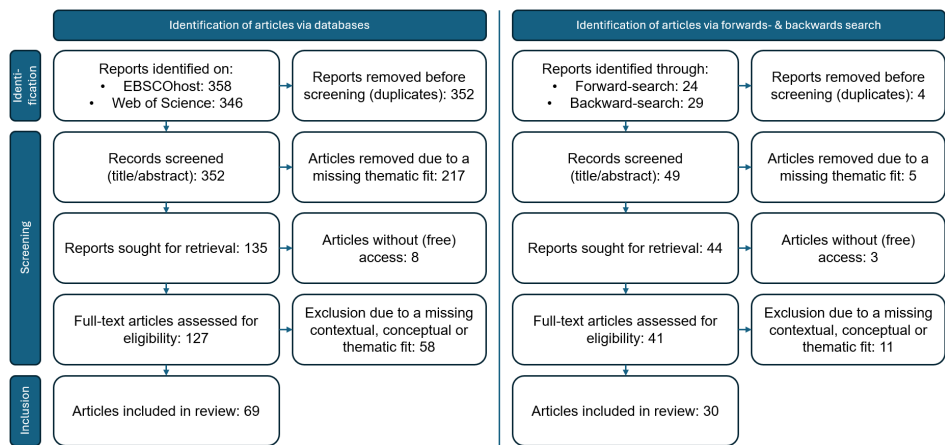 Identification of articles via databases
Identification of articles via forwards- & backwards search
Identi-
fication
Reports identified on:
• EBSCOhost: 358
• Web of Science: 346
Reports removed before
screening (duplicates): 352
Reports identified through:
• Forward-search: 24
• Backward-search: 29
Reports removed before
screening (duplicates): 4
Screening
Records screened
(title/abstract): 352
Articles removed due to a
missing thematic fit: 217
Records screened
(title/abstract): 49
Articles removed due to a
missing thematic fit: 5
Reports sought for retrieval: 135
Articles without (free)
access: 8
Reports sought for retrieval: 44
Articles without (free)
access: 3
Full-text articles assessed for
eligibility: 127
Exclusion due to a missing
contextual, conceptual or
thematic fit: 58
Full-text articles assessed for
eligibility: 41
Exclusion due to a missing
contextual, conceptual or
thematic fit: 11
Inclusion
Articles included in review: 69
Articles included in review: 30